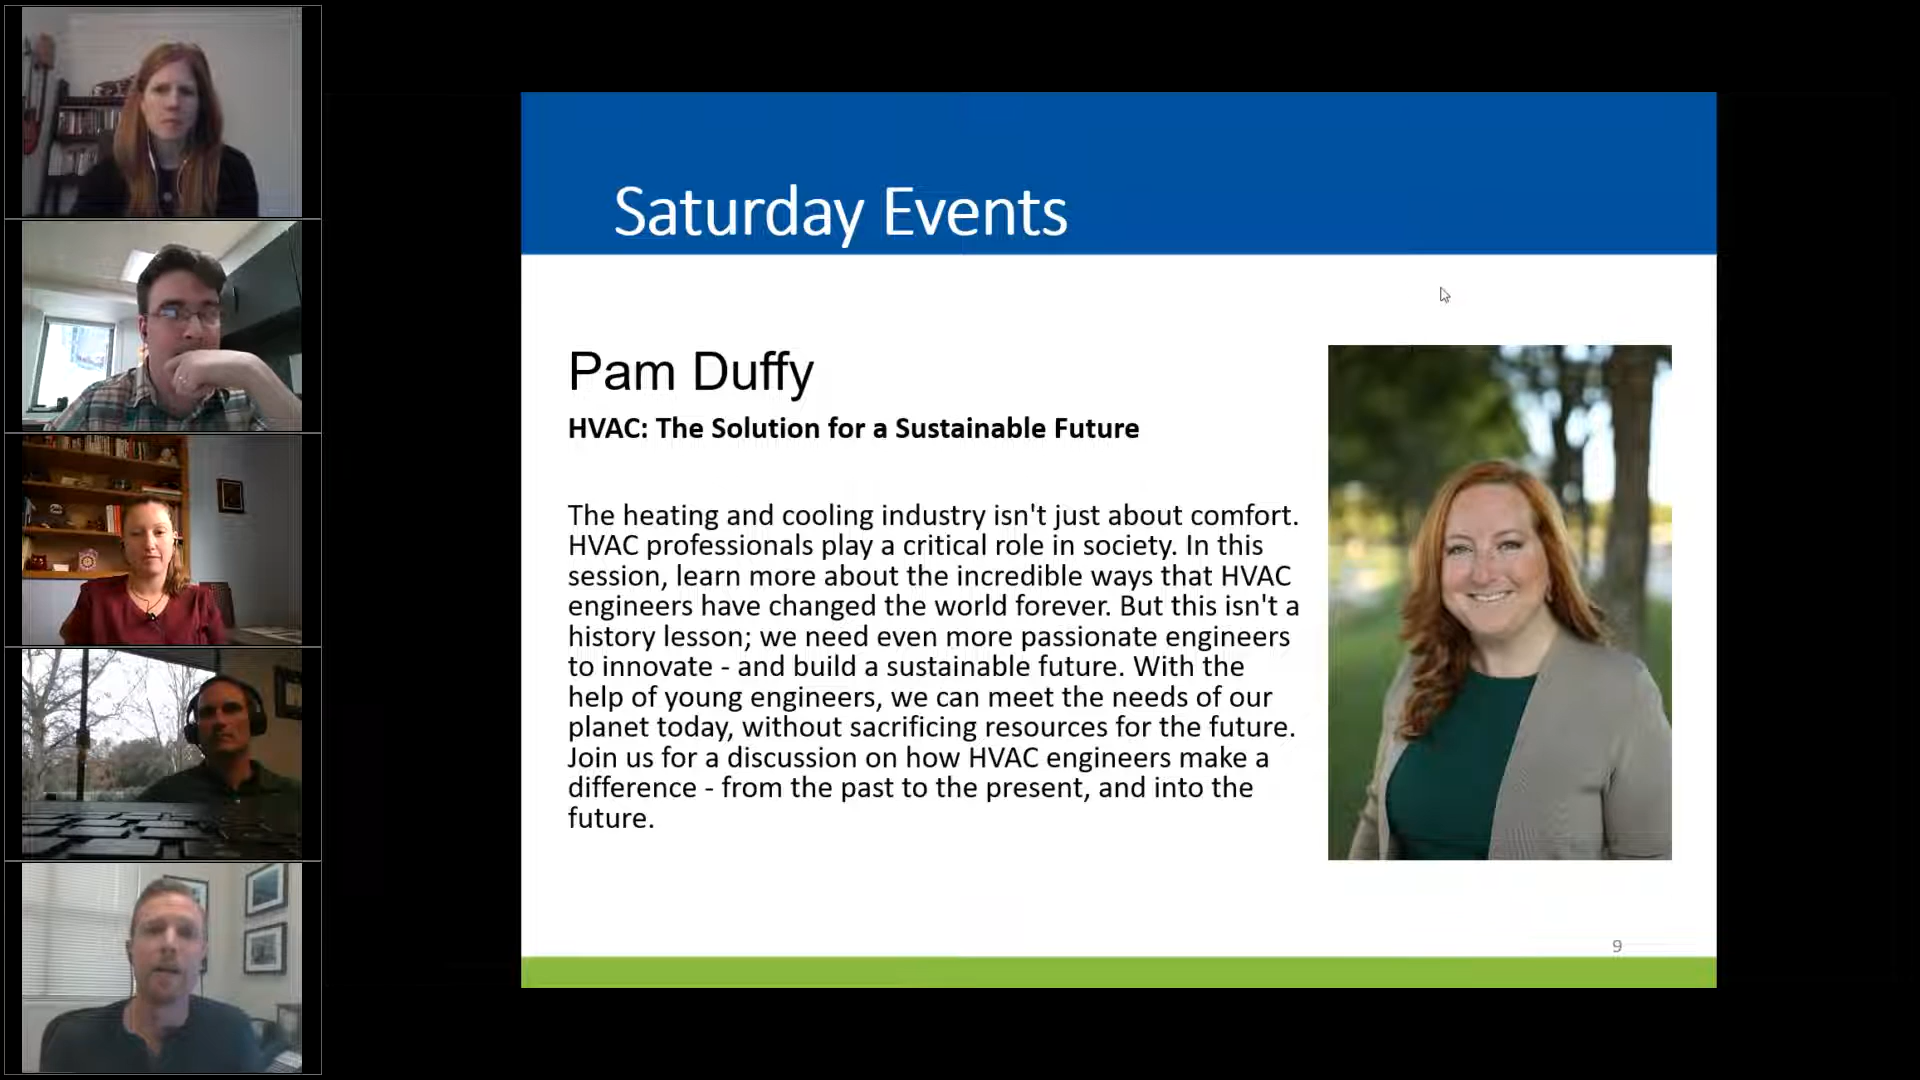 Saturday Events
Pam Duffy
HVAC: The Solution for a Sustainable Future
The heating and cooling industry isn't just about comfort.
HVAC professionals play a critical role in society. In this
session, learn more about the incredible ways that HVAC
engineers have changed the world forever. But this isn't a
history lesson; we need even more passionate engineers
to innovate - and build a sustainable future. With the
help of young engineers, we can meet the needs of our
planet today, without sacrificing resources for the future.
Join us for a discussion on how HVAC engineers make a
difference - from the past to the present, and into the
future.
9